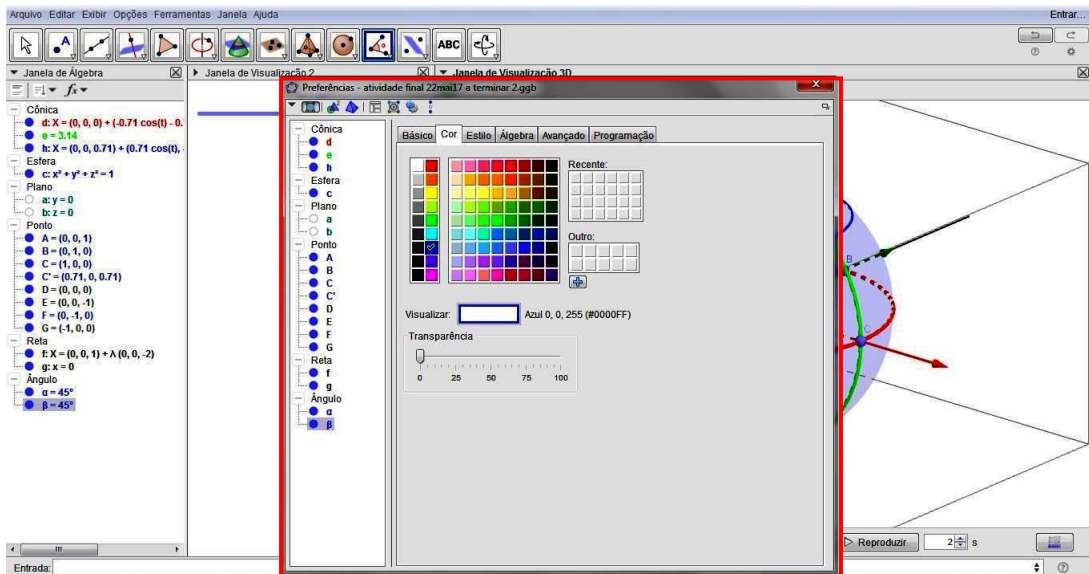 Arquivo Editar Exibir Opções Ferramentas Janela Ajuda
Entrar...
ABC
Janela de Álgebra
Janela de Visualização 2
Janela de Visualização 3D
Cônica
d: X = (0, 0, 0) + (-0.71 cos(t) - 0.
e = 3.14
h: X = (0, 0, 0.71) + (0.71 cos(t),
Esfera
c: x² + y² + z² = 1
Plano
a: y = 0
b: z = 0
Ponto
A = (0, 0, 1)
B = (0, 1, 0)
C = (1, 0, 0)
C' = (0.71, 0, 0.71)
D = (0, 0, 0)
E = (0, 0, -1)
F = (0, -1, 0)
G = (-1, 0, 0)
Reta
f: X = (0, 0, 1) + λ (0, 0, -2)
g: x = 0
Ângulo
α = 45°
β = 45°
Entrada:
Preferências - atividade final 22mai17 a terminar 2.ggb
Cônica
d
e
h
Esfera
c
Plano
a
b
Ponto
A
B
C
C'
D
E
F
G
Reta
f
g
Ângulo
α
β
Básico Cor Estilo Álgebra Avançado Programação
Recente:
Outro:
Visualizar:
Azul 0, 0, 255 (#0000FF)
Transparência
0 25 50 75 100
B
C
Reproduzir 2 s